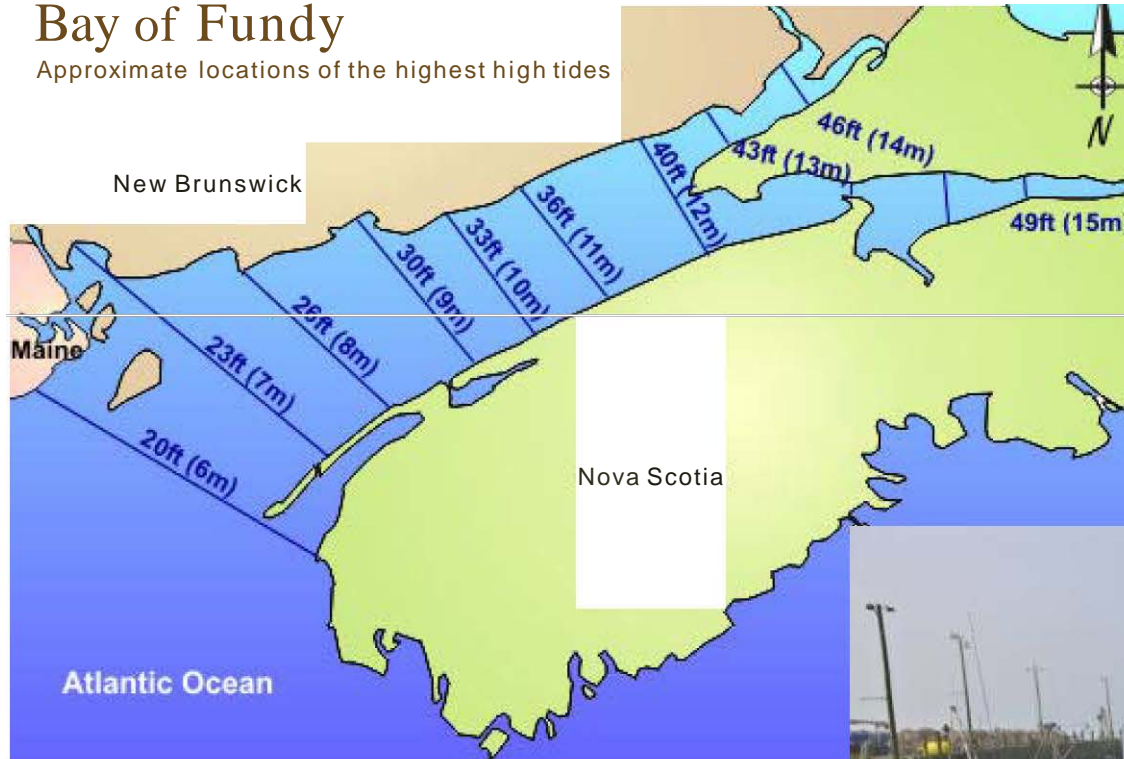 Bay of Fundy
Approximate locations of the highest high tides
N
46ft (14m)
43ft (13m)
40ft (12m)
New Brunswick
36ft (11m)
33ft (10m)
49ft (15m)
30ft (9m)
26ft (8m)
Maine
23ft (7m)
20ft (6m)
Nova Scotia
Atlantic Ocean